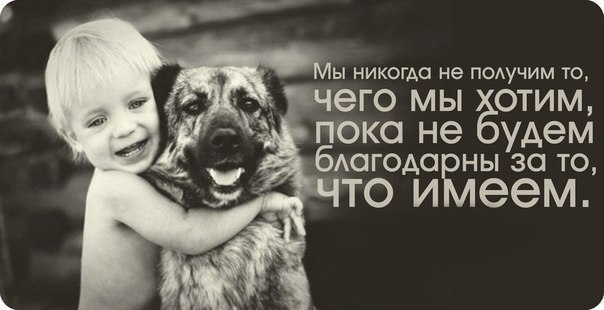 Мы никогда не получим то,
чего мы хотим,
пока не будем
благодарны за то,
что имеем.